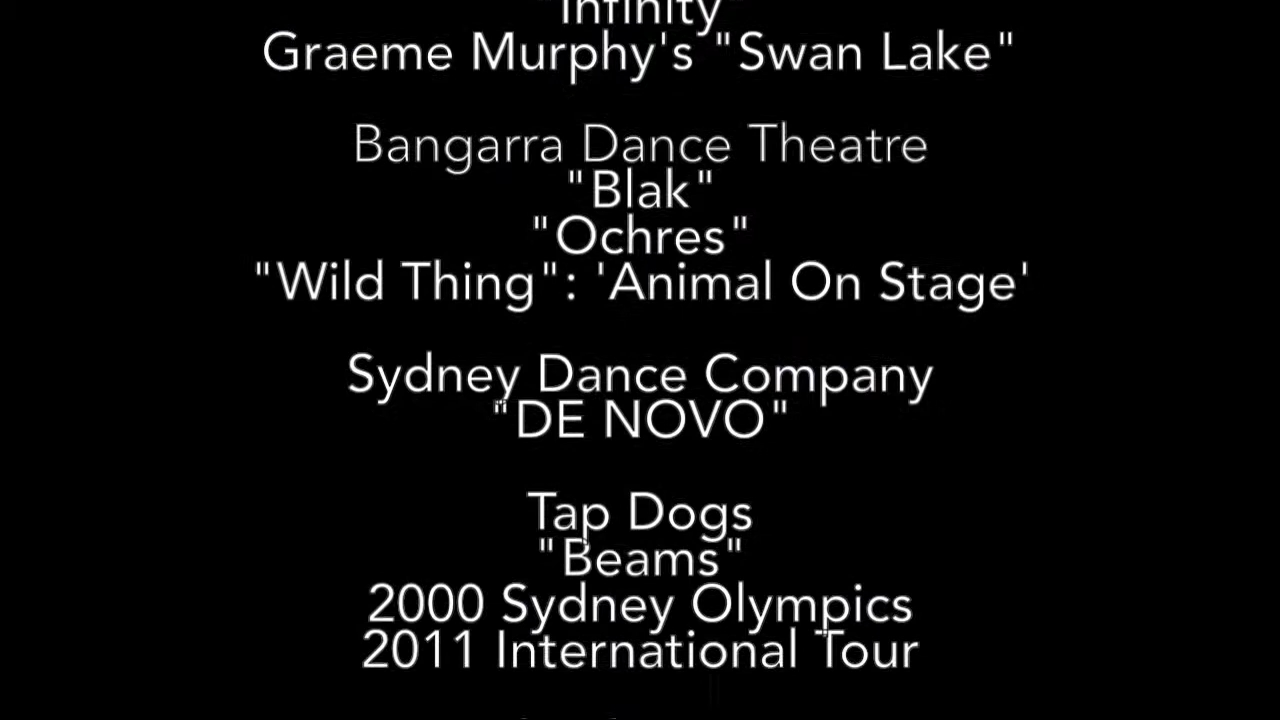 "Infinity"
Graeme Murphy's "Swan Lake"
Bangarra Dance Theatre
"Blak"
"Ochres"
"Wild Thing": 'Animal On Stage'
Sydney Dance Company
"DE NOVO"
Tap Dogs
"Beams"
2000 Sydney Olympics
2011 International Tour